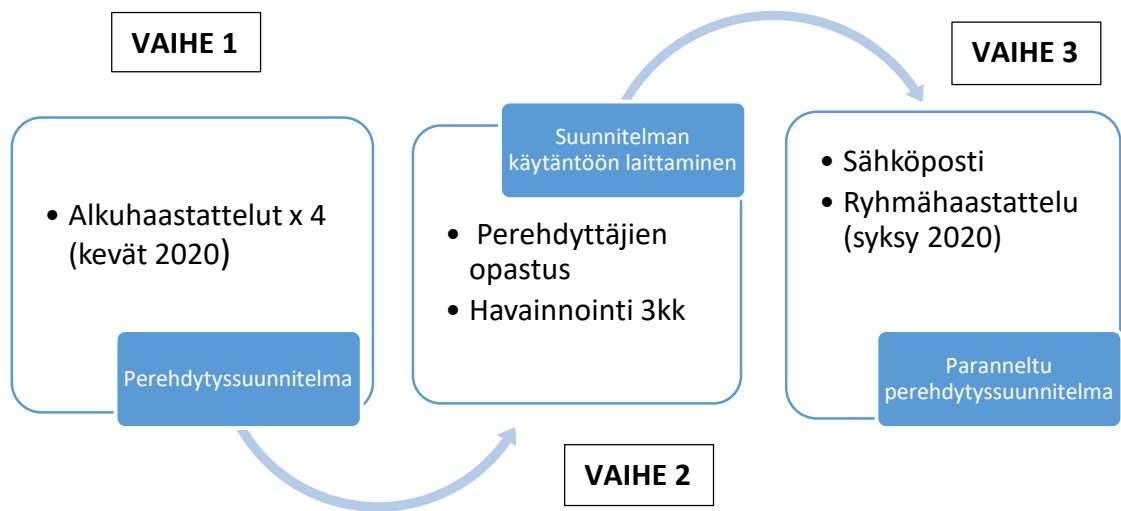 VAIHE 1
• Alkuhaastattelut x 4
(kevät 2020)
Perehdytyssuunnitelma
VAIHE 2
Suunnitelman
käytäntöön laittaminen
• Perehdyttäjien
opastus
• Havainnointi 3kk
VAIHE 3
• Sähköposti
• Ryhmähaastattelu
(syksy 2020)
Paranneltu
perehdytyssuunnitelma